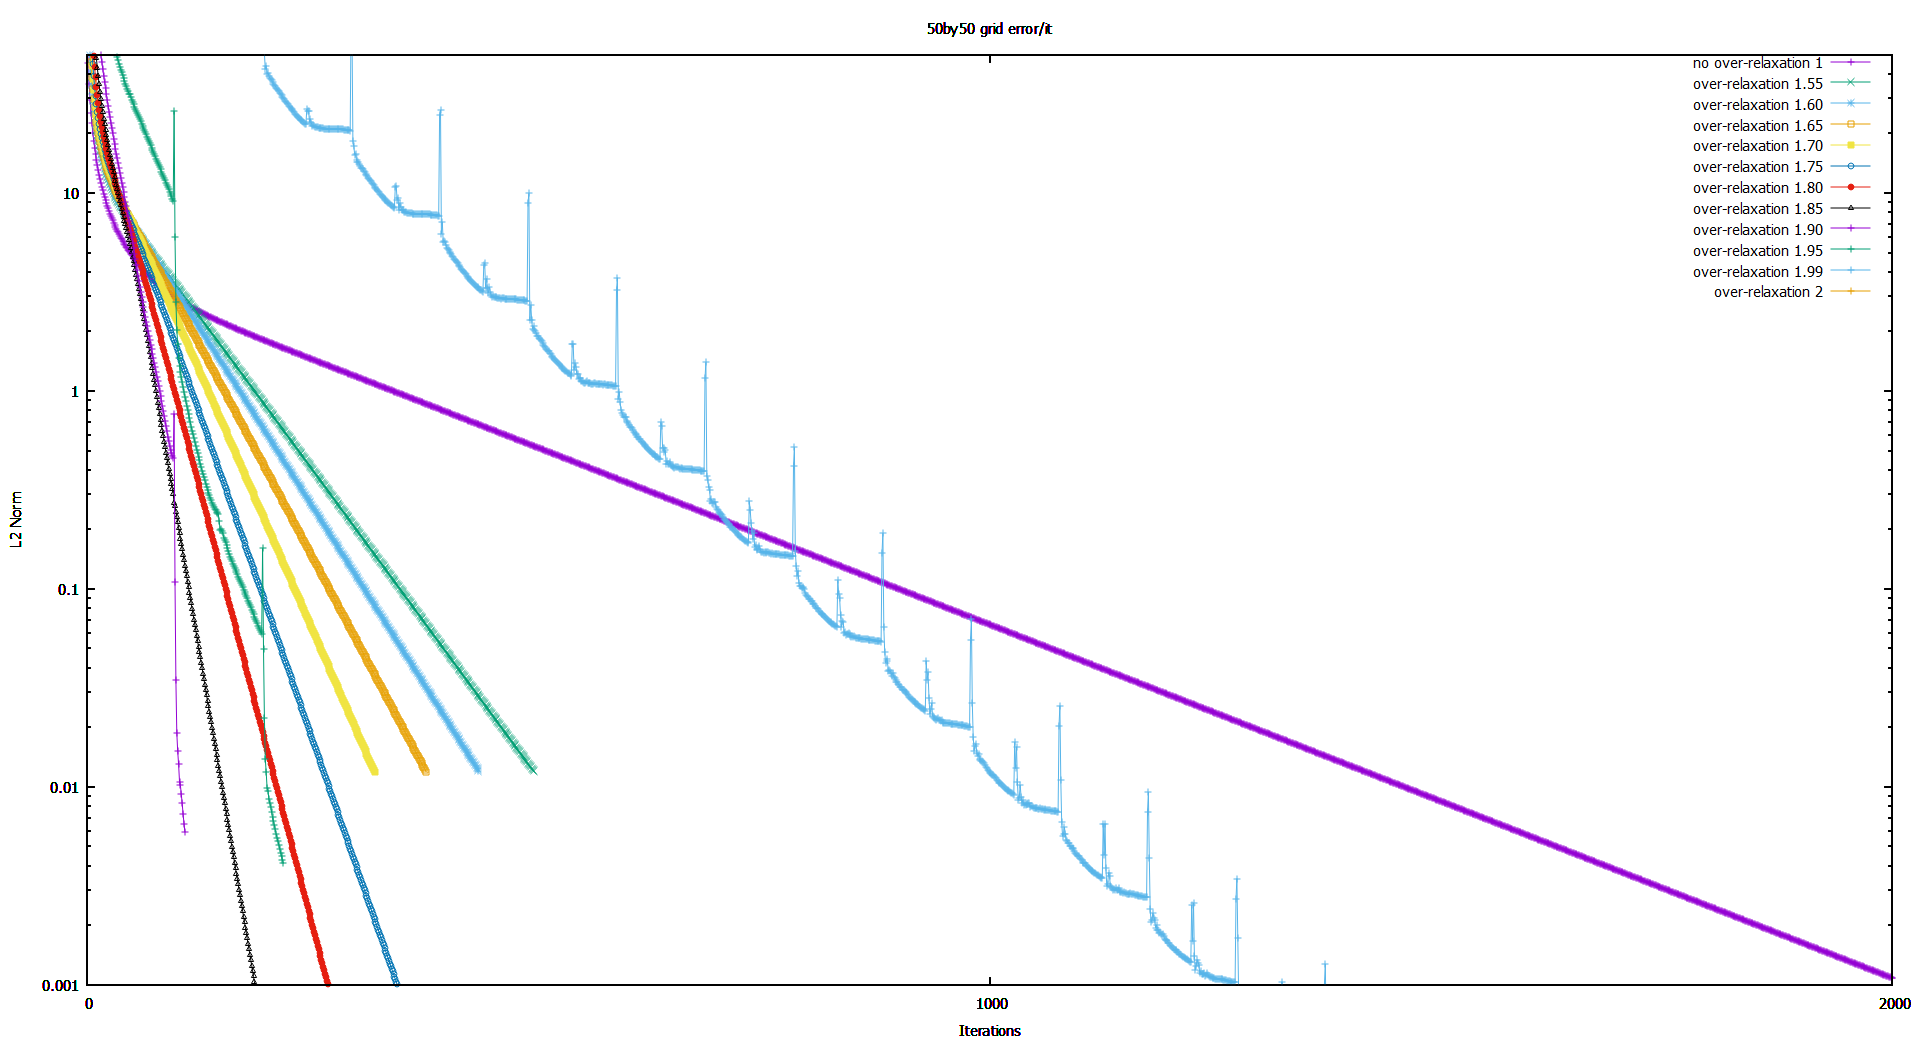 50by50 grid error/it
no over-relaxation 1
over-relaxation 1.55
over-relaxation 1.60
over-relaxation 1.65
over-relaxation 1.70
over-relaxation 1.75
over-relaxation 1.80
over-relaxation 1.85
over-relaxation 1.90
over-relaxation 1.95
over-relaxation 1.99
over-relaxation 2
10
1
0.1
0.01
0.001
L2 Norm
0
1000
2000
Iterations